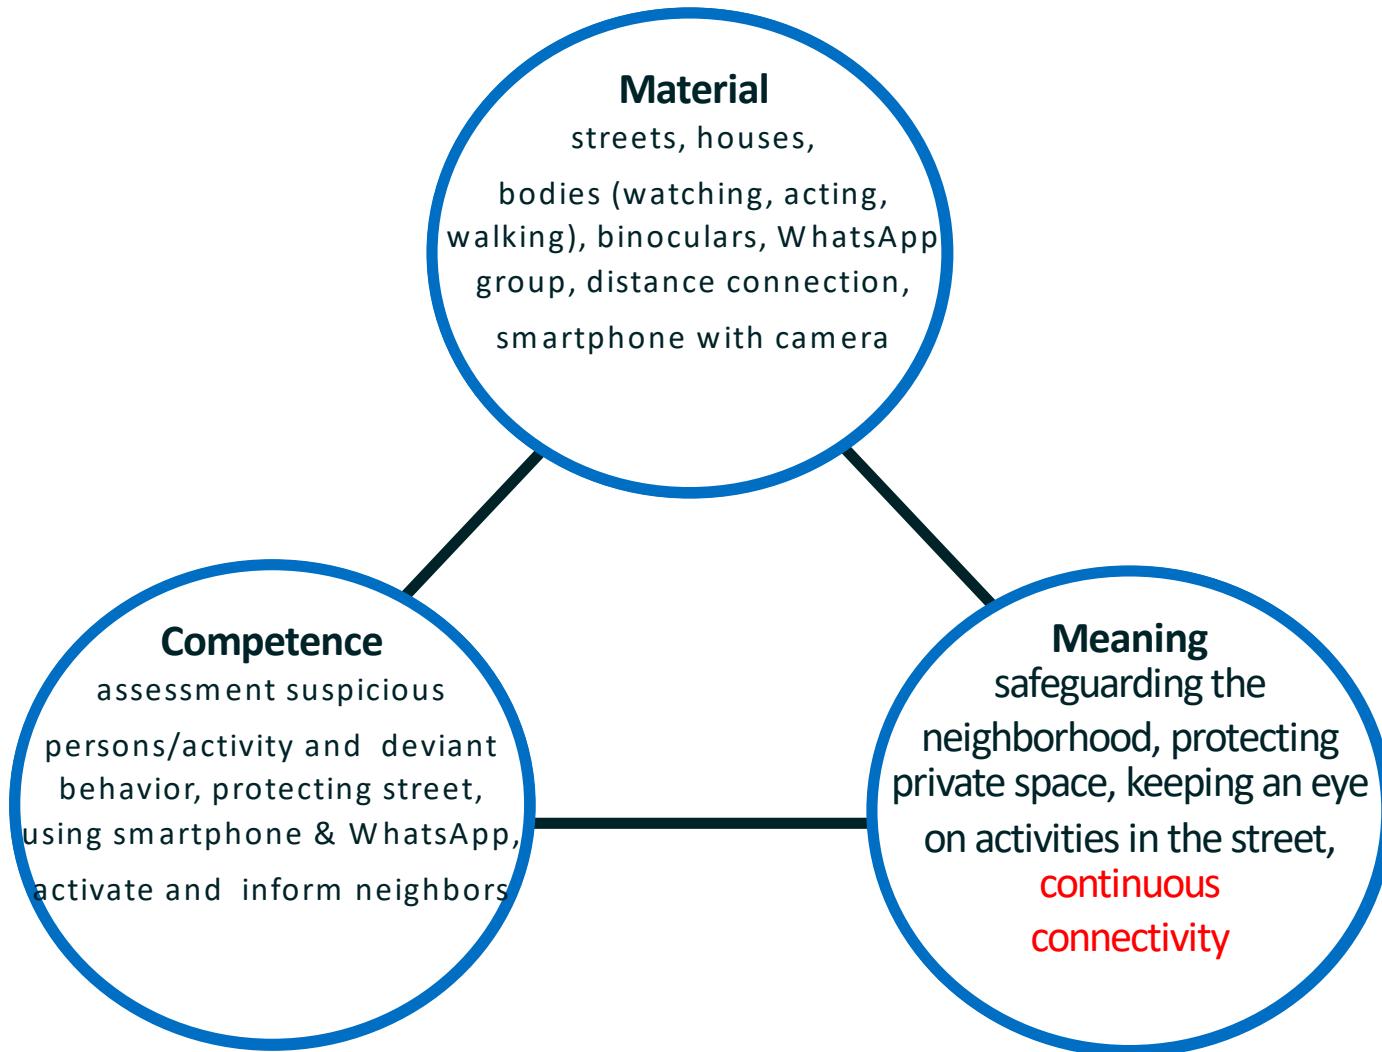 Material
streets, houses,
bodies (watching, acting,
walking), binoculars, WhatsApp
group, distance connection,
smartphone with camera
Competence
assessment suspicious
persons/activity and deviant
behavior, protecting street,
using smartphone & WhatsApp,
activate and inform neighbors
Meaning
safeguarding the
neighborhood, protecting
private space, keeping an eye
on activities in the street,
continuous
connectivity